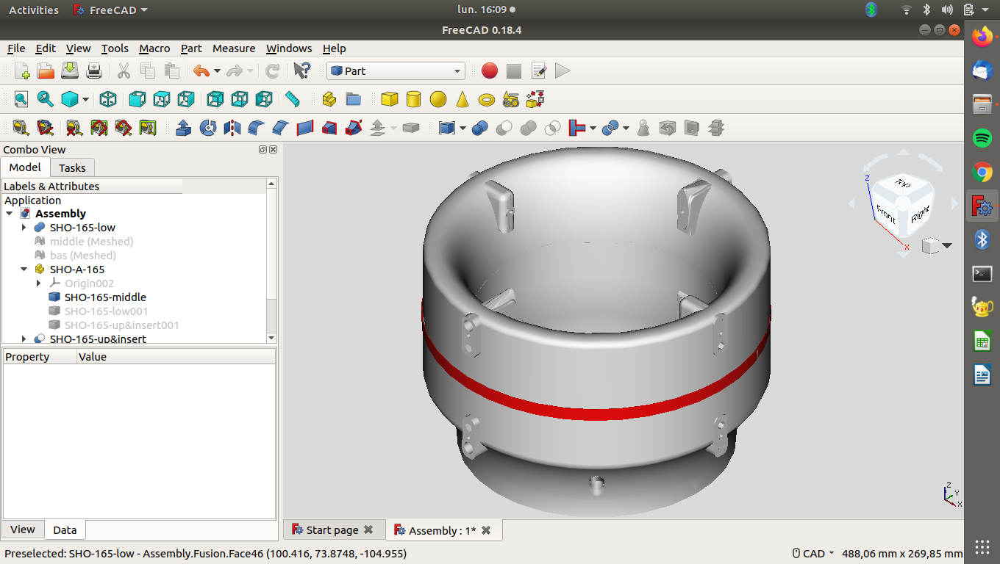 Activities FreeCAD lun. 16:09
FreeCAD 0.18.4
File Edit View Tools Macro Part Measure Windows Help
Part
Combo View
Model Tasks
Labels & Attributes
Application
Assembly
SHO-165-low
middle (Meshed)
bas (Meshed)
SHO-A-165
Origin002
SHO-165-middle
SHO-165-low001
SHO-165-up&insert001
SHO-165-up&insert
Property Value
View Data
Z
Top
Front
Right
X
Z
Y
X
Start page Assembly : 1*
Preselected: SHO-165-low - Assembly.Fusion.Face46 (100.416, 73.8748, -104.955) CAD 488,06 mm x 269,85 mm